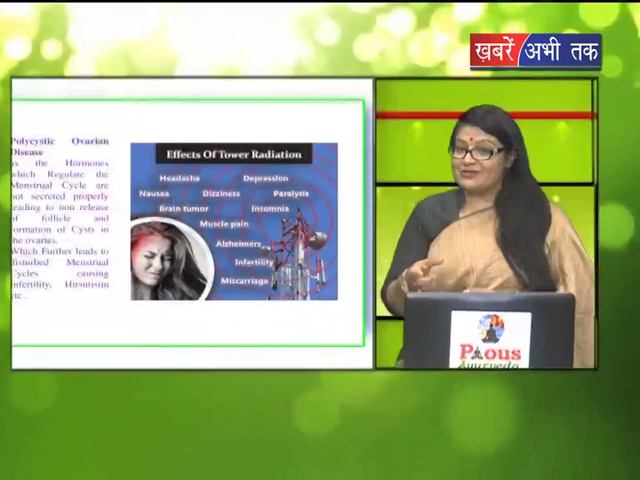 ख़बरें अभी तक
Polycystic Ovarian
Disease
as the Hormones
which Regulate the
Menstrual Cycle are
not secreted properly
leading to non release
of follicle and
formation of Cysts in
the ovaries.
Which Further leads to
disturbed Menstrual
Cycles causing
infertility, Hirsutism
etc.
Effects Of Tower Radiation
Headache Depression
Nausea Dizziness Paralysis
Brain tumor Insomnia
Muscle pain
Alzheimers
Infertility
Miscarriage
Pious
Ayurveda